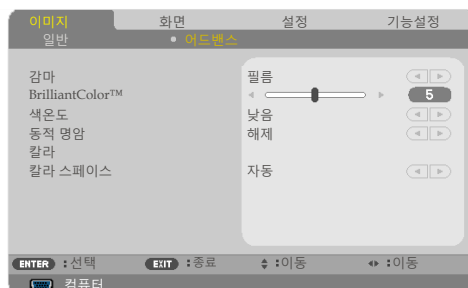 이미지 화면 설정 기능설정
일반 • 어드밴스
감마 필름
BrilliantColor™ 5
색온도 낮음
동적 명암 해제
칼라
칼라 스페이스 자동
ENTER :선택 EXIT :종료 :이동 :이동
컴퓨터